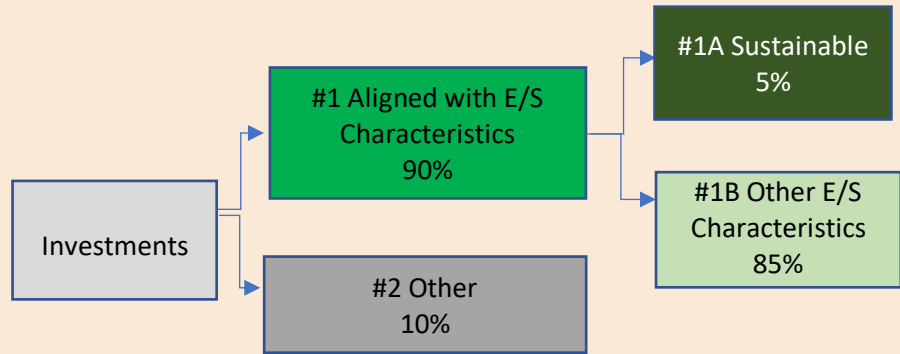 Investments
#1 Aligned with E/S
Characteristics
90%
#2 Other
10%
#1A Sustainable
5%
#1B Other E/S
Characteristics
85%